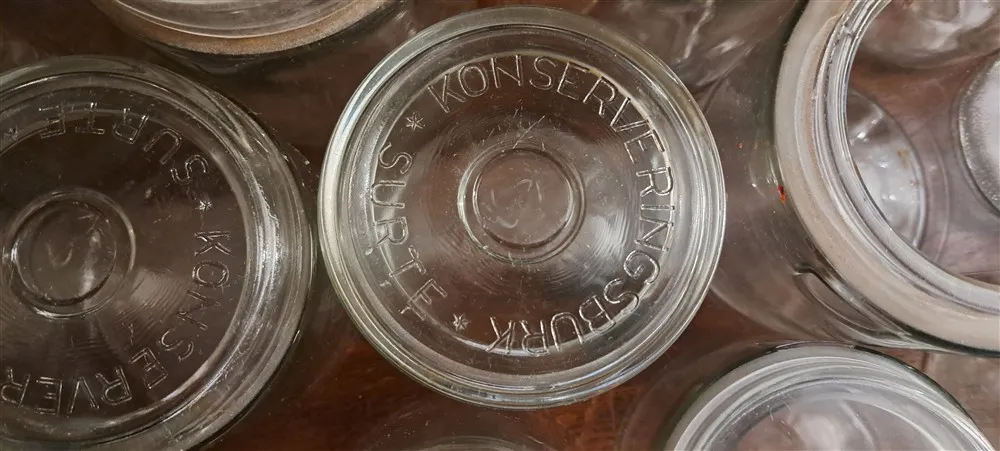 KONSERVERINGSBURK
* SURTE *
SURTE * KONSERVER